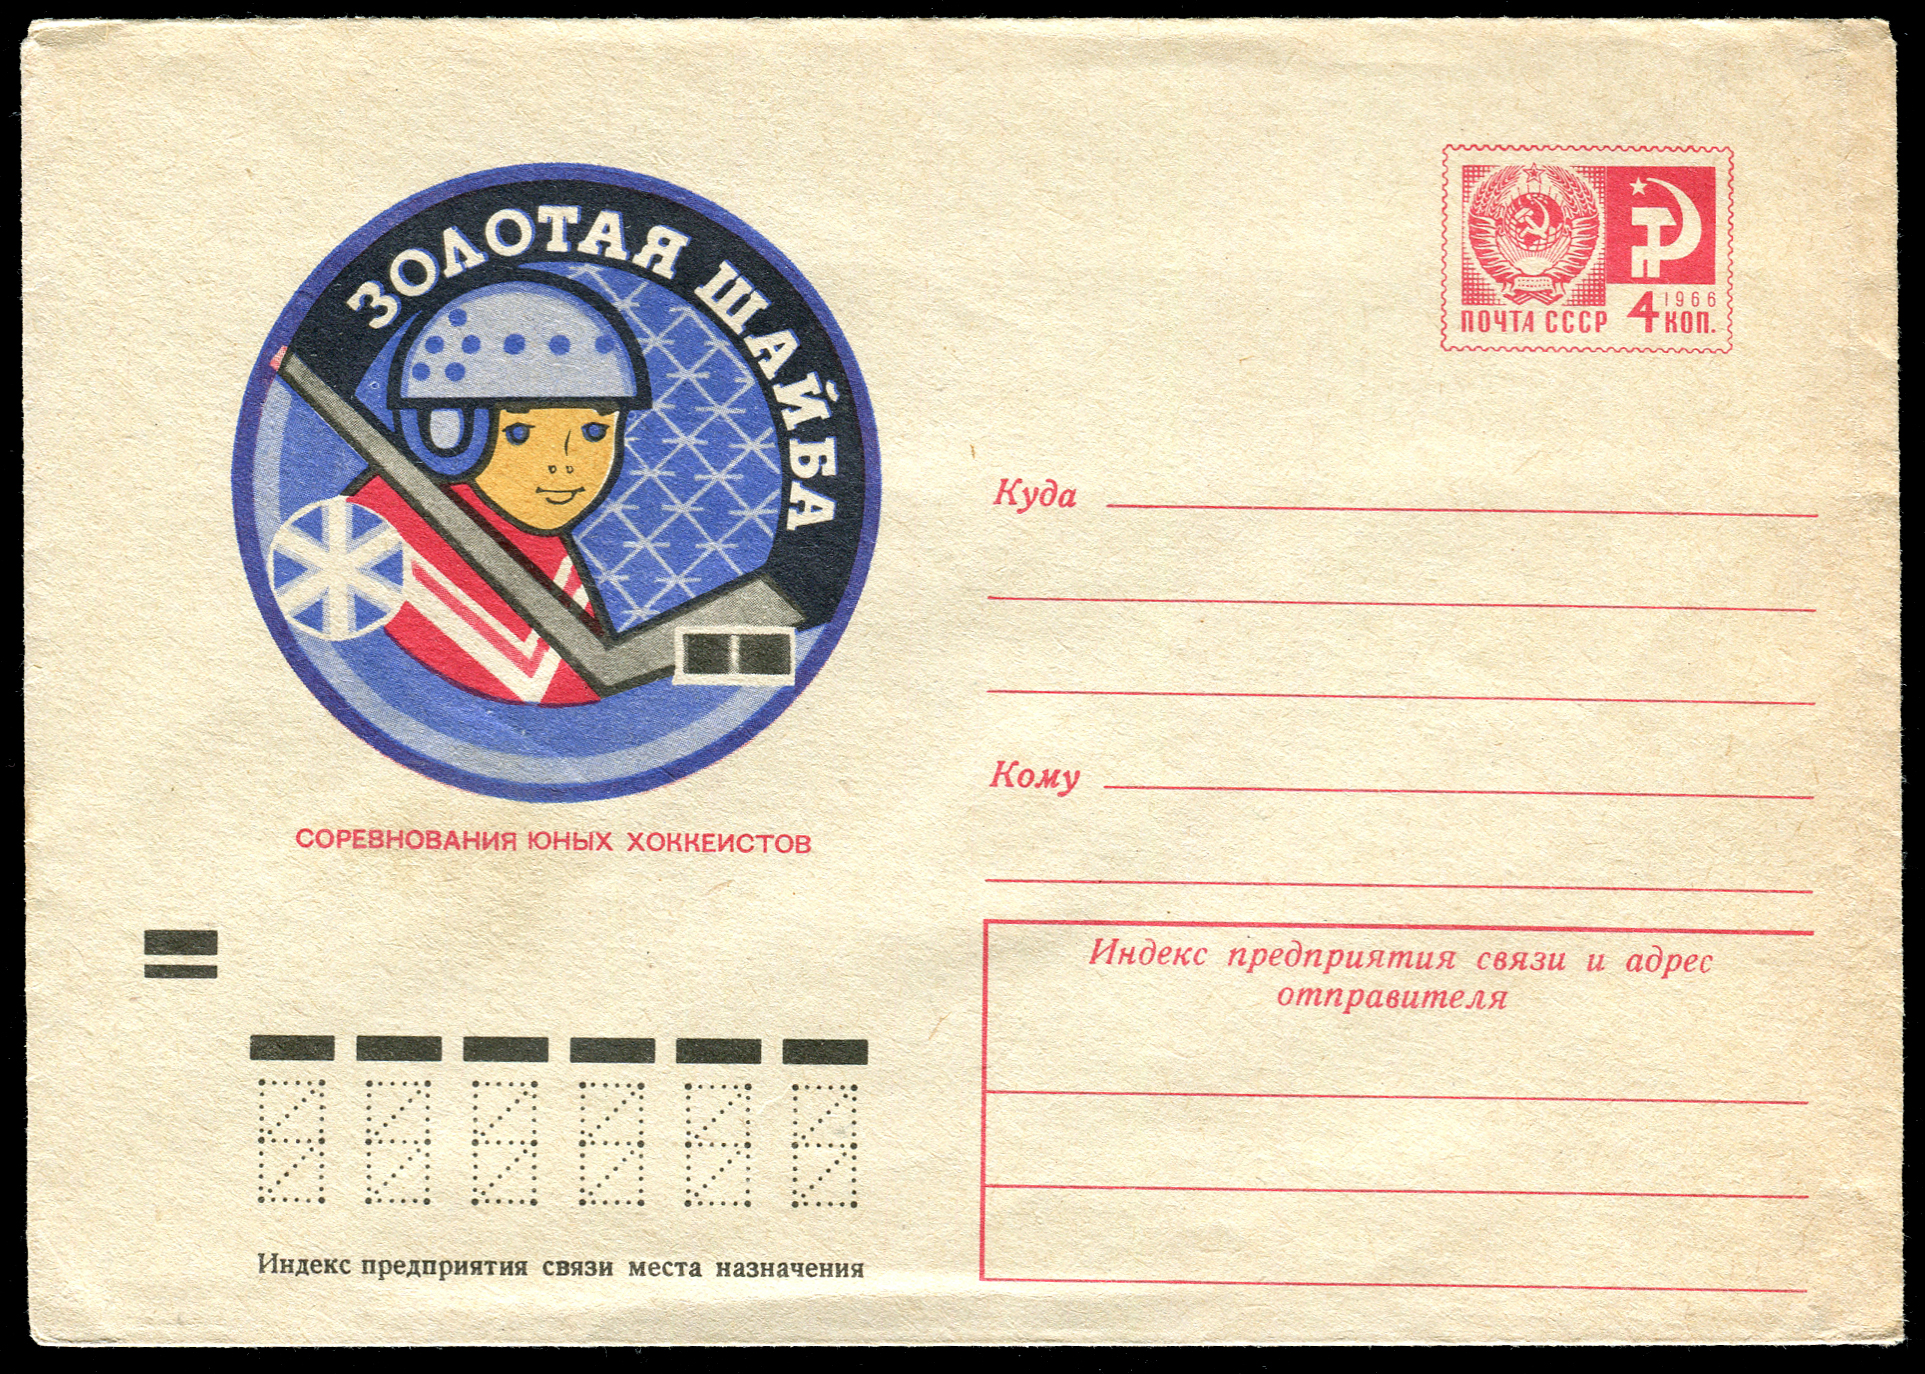 ЗОЛОТАЯ ШАЙБА
СОРЕВНОВАНИЯ ЮНЫХ ХОККЕИСТОВ
1966
ПОЧТА СССР 4 КОП.
Куда
Кому
Индекс предприятия связи и адрес
отправителя
Индекс предприятия связи места назначения